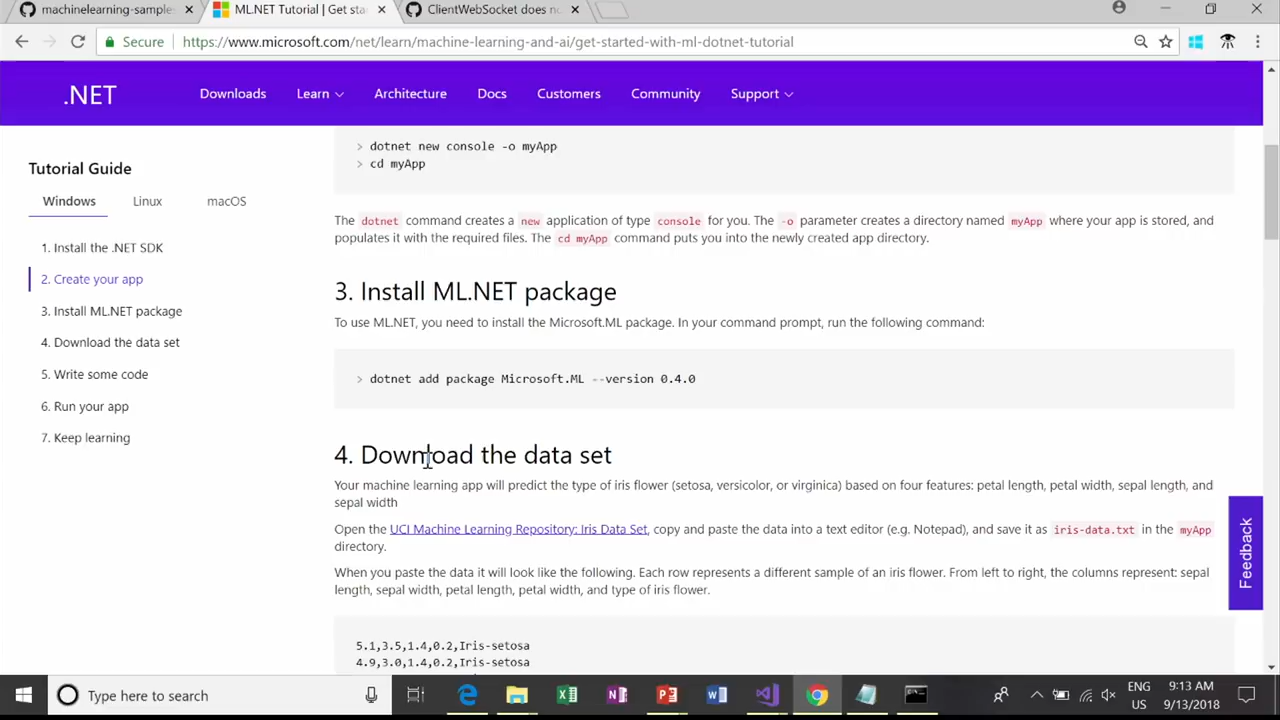 machinelearning-samples
ML.NET Tutorial | Get sta
ClientWebSocket does no
Secure
https://www.microsoft.com/net/learn/machine-learning-and-ai/get-started-with-ml-dotnet-tutorial
.NET
Downloads
Learn
Architecture
Docs
Customers
Community
Support
Tutorial Guide
Windows
Linux
macOS
1. Install the .NET SDK
2. Create your app
3. Install ML.NET package
4. Download the data set
5. Write some code
6. Run your app
7. Keep learning
> dotnet new console -o myApp
> cd myApp
The dotnet command creates a new application of type console for you. The -o parameter creates a directory named myApp where your app is stored, and
populates it with the required files. The cd myApp command puts you into the newly created app directory.
3. Install ML.NET package
To use ML.NET, you need to install the Microsoft.ML package. In your command prompt, run the following command:
> dotnet add package Microsoft.ML --version 0.4.0
4. Download the data set
Your machine learning app will predict the type of iris flower (setosa, versicolor, or virginica) based on four features: petal length, petal width, sepal length, and
sepal width
Open the UCI Machine Learning Repository: Iris Data Set, copy and paste the data into a text editor (e.g. Notepad), and save it as iris-data.txt in the myApp
directory.
When you paste the data it will look like the following. Each row represents a different sample of an iris flower. From left to right, the columns represent: sepal
length, sepal width, petal length, petal width, and type of iris flower.
5.1,3.5,1.4,0.2,Iris-setosa
4.9,3.0,1.4,0.2,Iris-setosa
Feedback
Type here to search
ENG
US
9:13 AM
9/13/2018